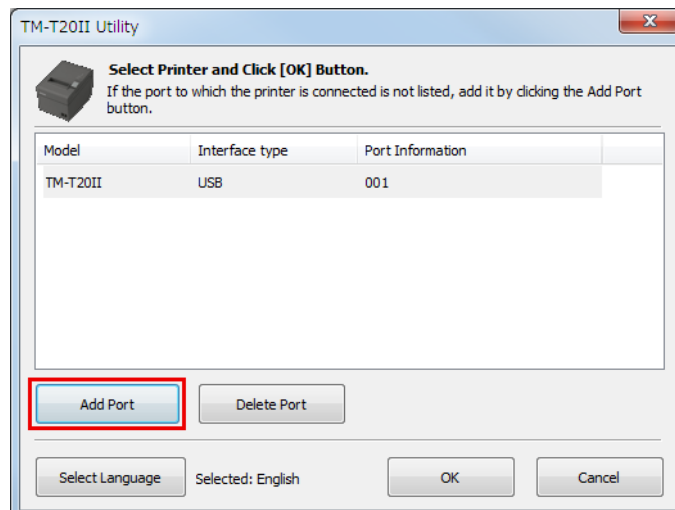 TM-T20II Utility
Select Printer and Click [OK] Button.
If the port to which the printer is connected is not listed, add it by clicking the Add Port
button.
Model Interface type Port Information
TM-T20II USB 001
Add Port Delete Port
Select Language Selected: English OK Cancel